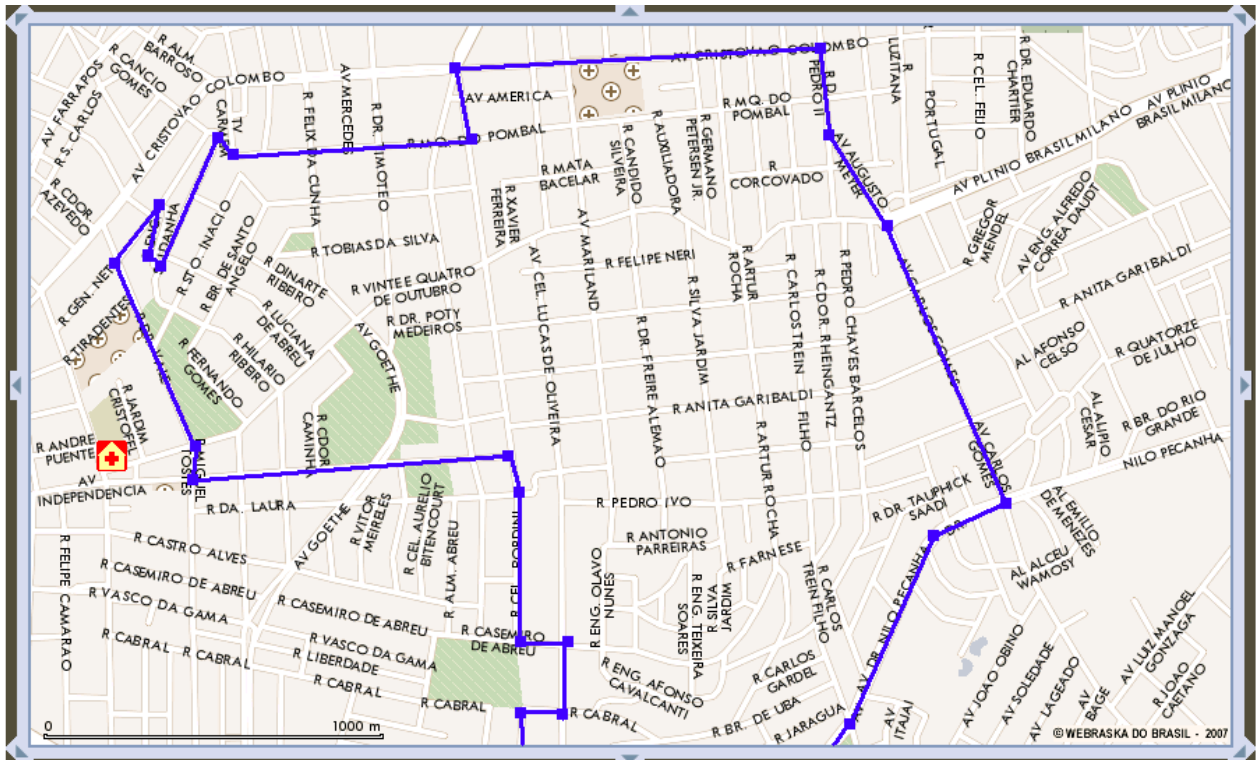 R ALM.
BARROSO
R CANCIO
GOMES
AV FARRAPOS
R S. CARLOS
AV CRISTOVAO COLOMBO
R CDOR
AZEVEDO
TV
CARMEM
AV MERCEDES
R FELIX DA CUNHA
R DR. TIMOTEO
AV AMERICA
R MQ. DO POMBAL
AV CRISTOVAO COLOMBO
R D.
PEDRO II
LUZITANA
R
PORTUGAL
R CEL. FEIJO
R DR. EDUARDO
CHARTIER
AV PLINIO
BRASIL MILANO
AV PLINIO BRASIL MILANO
R MQ. DO
POMBAL
R CANDIDO
SILVEIRA
R AUXILIADORA
R GERMANO
PETERSEN JR.
R MATA
BACELAR
R
CORCOVADO
AV AUGUSTO
MEYER
R XAVIER
FERREIRA
AV MARILAND
R ENG.
SALDANHA
R STO INACIO
R BR. DE SANTO
ANGELO
R TOBIAS DA SILVA
R DINARTE
RIBEIRO
R VINTE E QUATRO
DE OUTUBRO
R DR. POTY
MEDEIROS
R LUCIANA
DE ABREU
R HILARIO
RIBEIRO
R FERNANDO
GOMES
AV GOETHE
R GEN. NETO
R TIRADENTES
R DR. VALLE
R JARDIM
CRISTOFEL
R ANDRE
PUENTE
AV
INDEPENDENCIA
R MIGUEL
TOSTES
R CDOR
CAMINHA
AV CEL. LUCAS DE OLIVEIRA
R FELIPE NERI
R ARTUR
ROCHA
R SILVA JARDIM
R DR. FREIRE ALEMAO
R CARLOS TREIN
FILHO
R CDOR. RHEINGANTZ
R PEDRO CHAVES BARCELOS
R ANITA GARIBALDI
R ARTUR ROCHA
AV CARLOS GOMES
AV CARLOS
GOMES
R GREGOR
MENDEL
AV ENG. ALFREDO
CORREA DAUDT
R ANITA GARIBALDI
AL AFONSO
CELSO
R QUATORZE
DE JULHO
AL ALIPIO
CESAR
R BR. DO RIO
GRANDE
NILO PECANHA
R DA. LAURA
R VITOR
MEIRELES
AV GOETHE
R CEL. AURELIO
BITENCOURT
R ALM. ABREU
R CEL. BORDINI
R PEDRO IVO
R ANTONIO
PARREIRAS
R FARNESE
R DR. TAUPHICK
SAADI
DR.
AL EMILIO
DE MENEZES
AL ALCEU
WAMOSY
R FELIPE CAMARAO
R CASTRO ALVES
R CASEMIRO DE ABREU
R VASCO DA GAMA
R CABRAL
R CABRAL
R CASEMIRO DE ABREU
R VASCO DA GAMA
R LIBERDADE
R CABRAL
R CABRAL
R CASEMIRO
DE ABREU
R ENG. OLAVO
NUNES
R ENG. TEIXEIRA
SOARES
R SILVA
JARDIM
R CARLOS
TREIN FILHO
R ENG. AFONSO
CAVALCANTI
R CABRAL
R CARLOS
GARDEL
R BR. DE UBA
R JARAGUA
AV DR. NILO PECANHA
AV
ITAJAI
AV JOAO OBINO
AV SOLEDADE
AV LAGEADO
AV
BAGE
AV LUIZ MANOEL
GONZAGA
R JOAO
CAETANO
0
1000 m
© WEBRASKA DO BRASIL - 2007